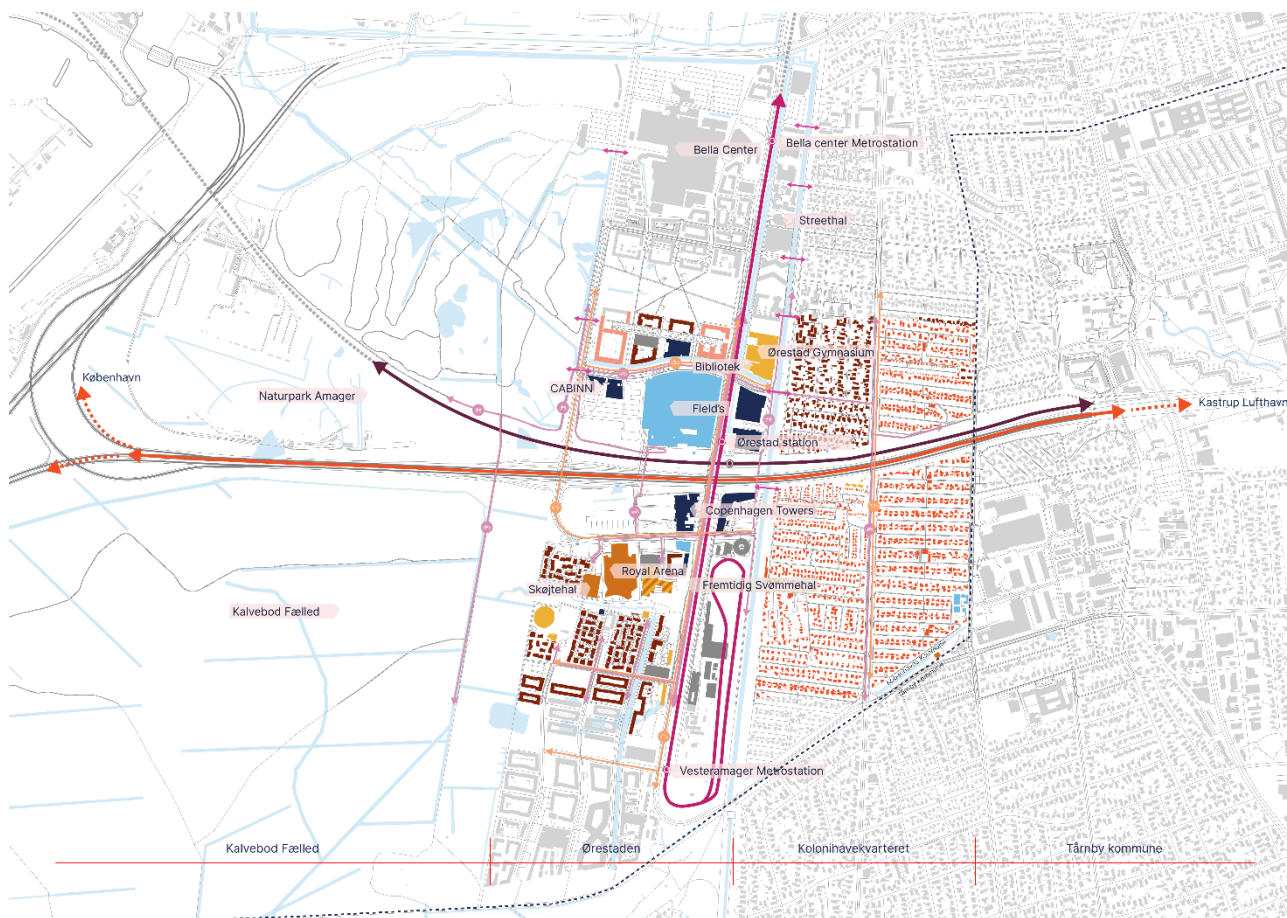 Bella Center
Bella center Metrostation
Streethal
Ørestad Gymnasium
Bibliotek
København
CABINN
Naturpark Amager
Field's
Kastrup Lufthavn
Ørestad station
Copenhagen Towers
Royal Arena
Skøjtehal
Fremtidig Svømmehal
Kalvebod Fælled
Vesteramager Metrostation
Kalvebod Fælled
Ørestaden
Kolonihavekvarteret
Tårnby kommune